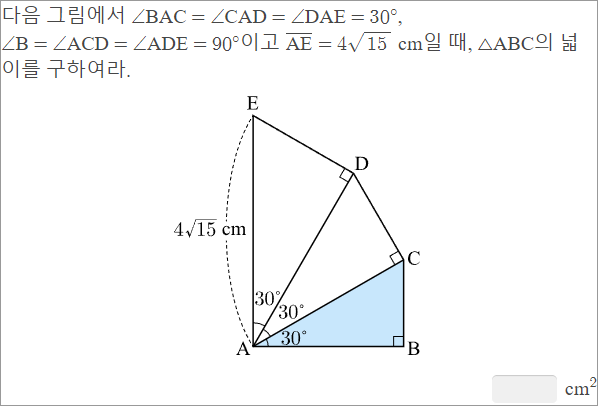 다음 그림에서 ∠BAC = ∠CAD = ∠DAE = 30°,
∠B = ∠ACD = ∠ADE = 90°이고 A̅E̅ = 4√15 cm일 때, △ABC의 넓
이를 구하여라.
E
D
4√15 cm
C
30°
30°
30°
A
B
cm²